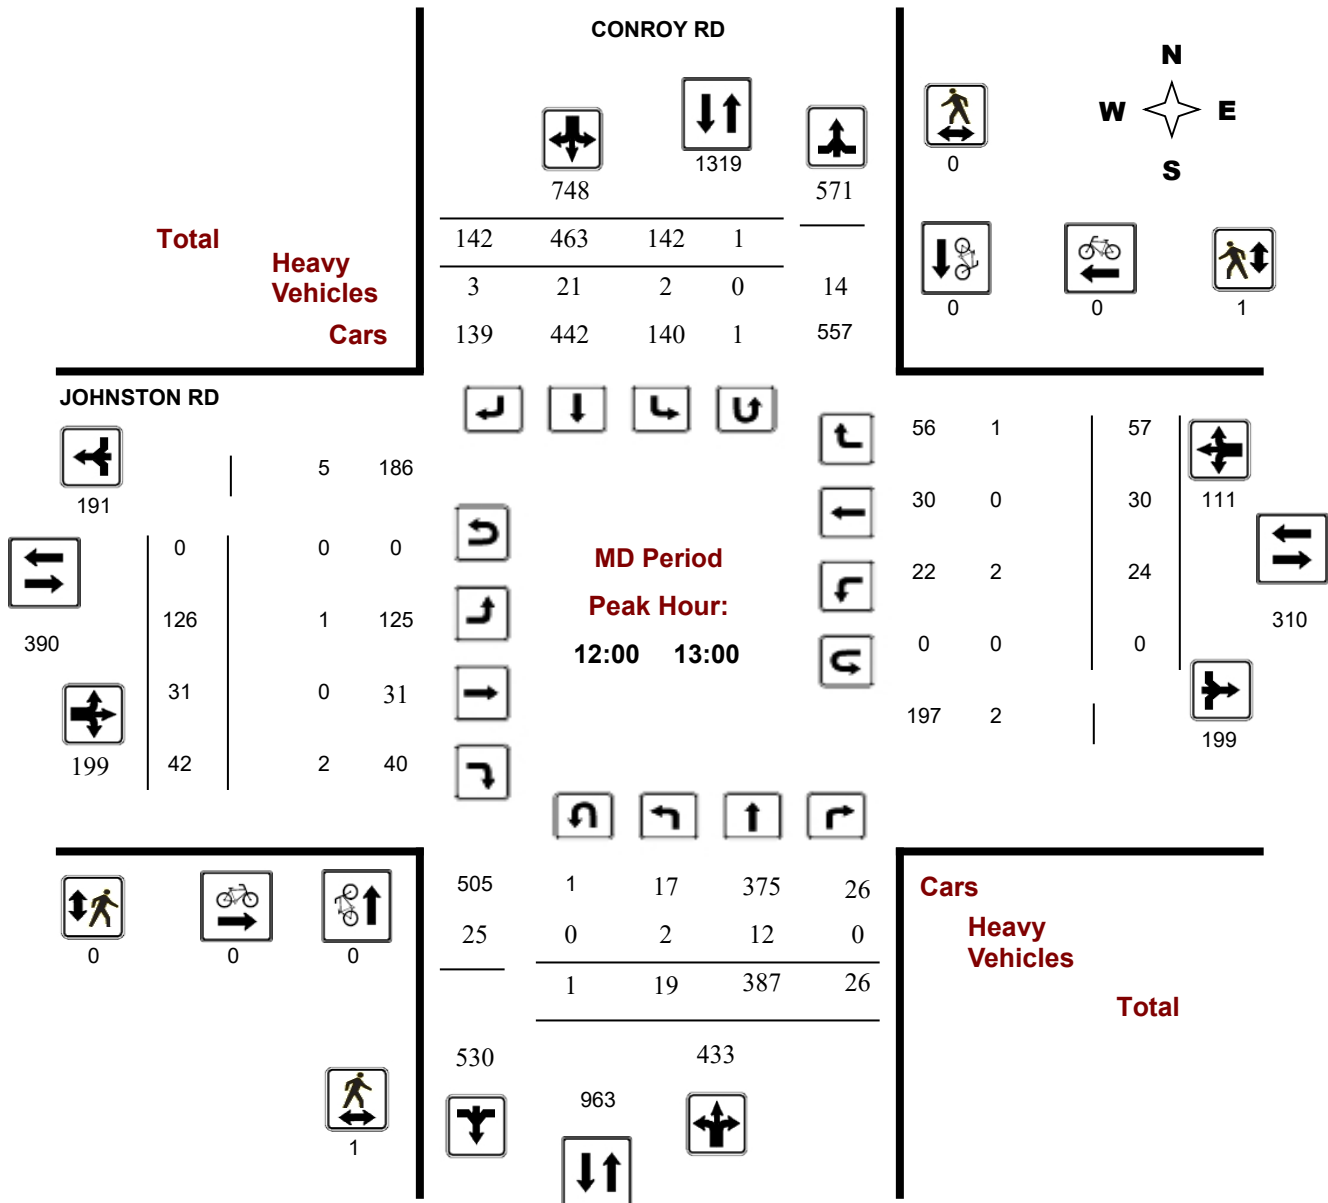 CONROY RD
N
W E
S
1319
0
748 571
142 463 142 1
Total
Heavy
Vehicles
3 21 2 0 14
Cars
139 442 140 1 557
0 0 1
JOHNSTON RD
56 1 57
5 186
191
30 0 30 111
0 0 0
22 2 24
MD Period
126 1 125
Peak Hour:
310
390
0 0 0
12:00 13:00
31 0 31
197 2
199
199 42 2 40
505 1 17 375 26
Cars
25 0 2 12 0
Heavy
Vehicles
0 0 0
1 19 387 26
Total
530 433
963
1